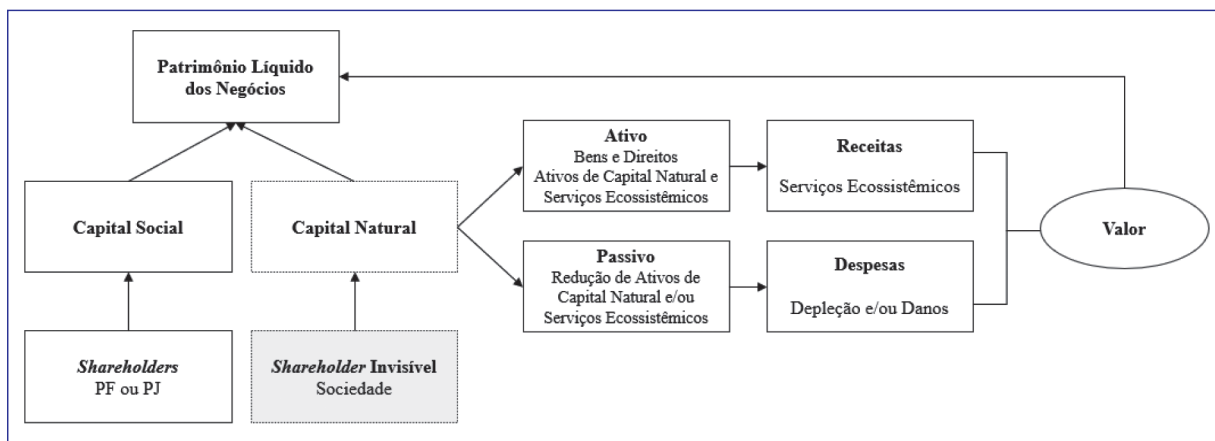 Patrimônio Líquido
dos Negócios
Capital Social
Capital Natural
Shareholders
PF ou PJ
Shareholder Invisível
Sociedade
Ativo
Bens e Direitos
Ativos de Capital Natural e
Serviços Ecossistêmicos
Receitas
Serviços Ecossistêmicos
Passivo
Redução de Ativos de
Capital Natural e/ou
Serviços Ecossistêmicos
Despesas
Depleção e/ou Danos
Valor